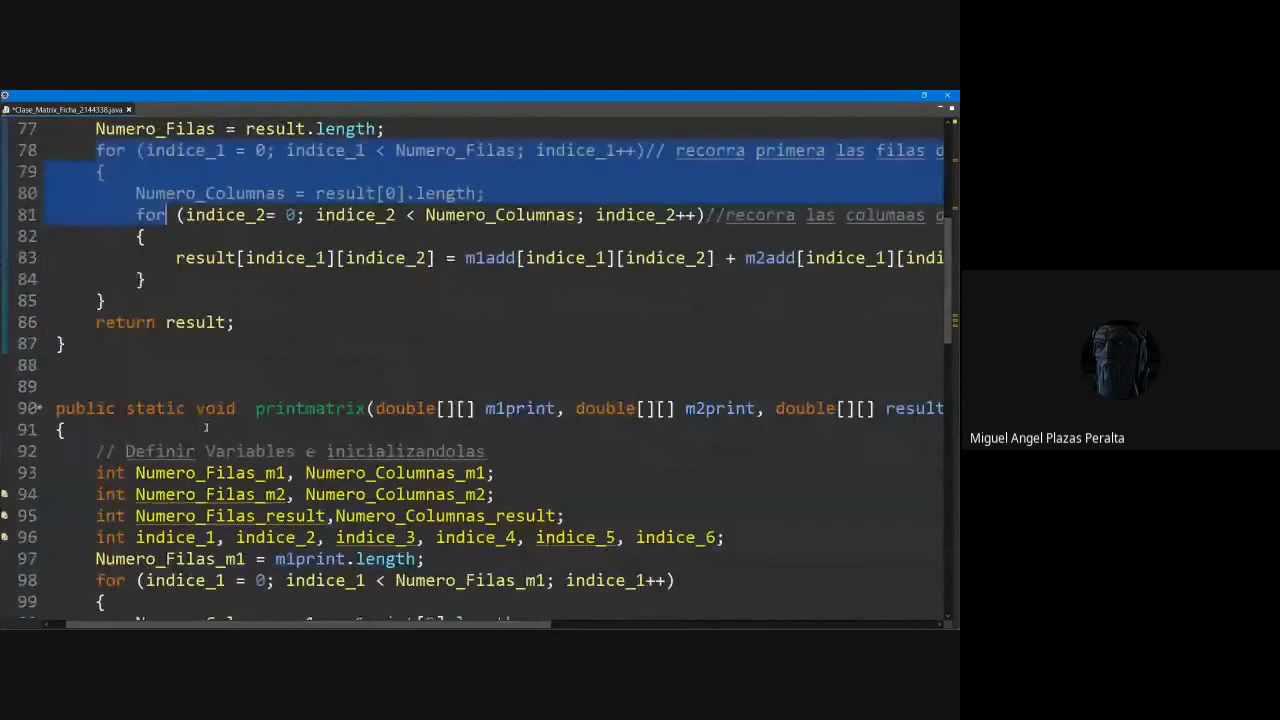 *Clase_Matrix_Ficha_2144338.java
77 Numero_Filas = result.length;
78 for (indice_1 = 0; indice_1 < Numero_Filas; indice_1++)// recorra primera las filas d
79 {
80 Numero_Columnas = result[0].length;
81 for (indice_2= 0; indice_2 < Numero_Columnas; indice_2++)//recorra las columaas d
82 {
83 result[indice_1][indice_2] = m1add[indice_1][indice_2] + m2add[indice_1][indi
84 }
85 }
86 return result;
87 }
88
89
90 public static void printmatrix(double[][] m1print, double[][] m2print, double[][] result
91 {
92 // Definir Variables e inicializandolas
93 int Numero_Filas_m1, Numero_Columnas_m1;
94 int Numero_Filas_m2, Numero_Columnas_m2;
95 int Numero_Filas_result,Numero_Columnas_result;
96 int indice_1, indice_2, indice_3, indice_4, indice_5, indice_6;
97 Numero_Filas_m1 = m1print.length;
98 for (indice_1 = 0; indice_1 < Numero_Filas_m1; indice_1++)
99 {
Miguel Angel Plazas Peralta